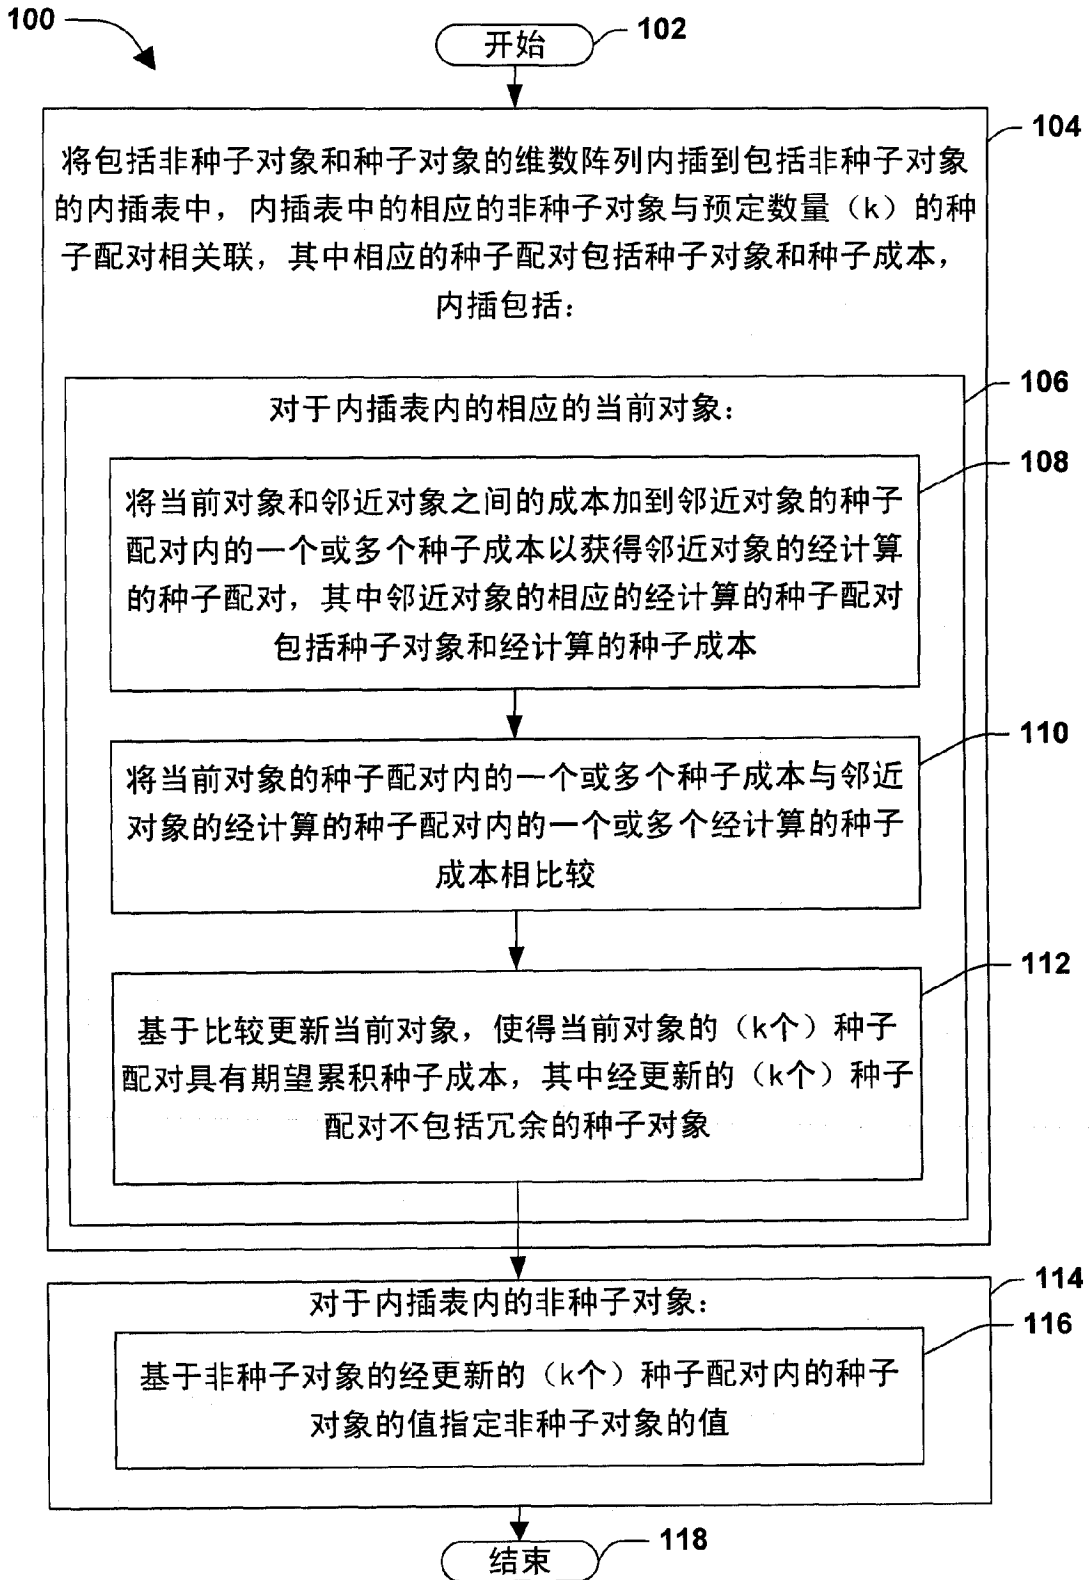 100
开始
102
104
将包括非种子对象和种子对象的维数阵列内插到包括非种子对象
的内插表中，内插表中的相应的非种子对象与预定数量（k）的种
子配对相关联，其中相应的种子配对包括种子对象和种子成本，
内插包括：
106
对于内插表内的相应的当前对象：
108
将当前对象和邻近对象之间的成本加到邻近对象的种子
配对内的一个或多个种子成本以获得邻近对象的经计算
的种子配对，其中邻近对象的相应的经计算的种子配对
包括种子对象和经计算的种子成本
110
将当前对象的种子配对内的一个或多个种子成本与邻近
对象的经计算的种子配对内的一个或多个经计算的种子
成本相比较
112
基于比较更新当前对象，使得当前对象的（k个）种子
配对具有期望累积种子成本，其中经更新的（k个）种子
配对不包括冗余的种子对象
114
对于内插表内的非种子对象：
116
基于非种子对象的经更新的（k个）种子配对内的种子
对象的值指定非种子对象的值
118
结束